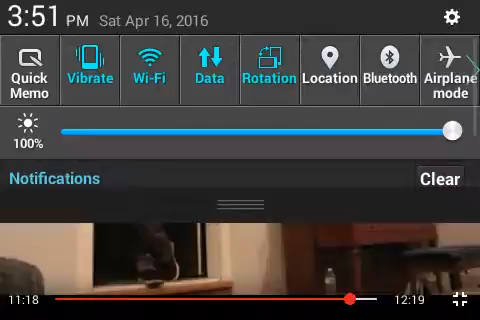 3:51 PM Sat Apr 16, 2016
Quick Memo
Vibrate
Wi-Fi
Data
Rotation
Location
Bluetooth
Airplane mode
100%
Notifications
Clear
11:18
12:19